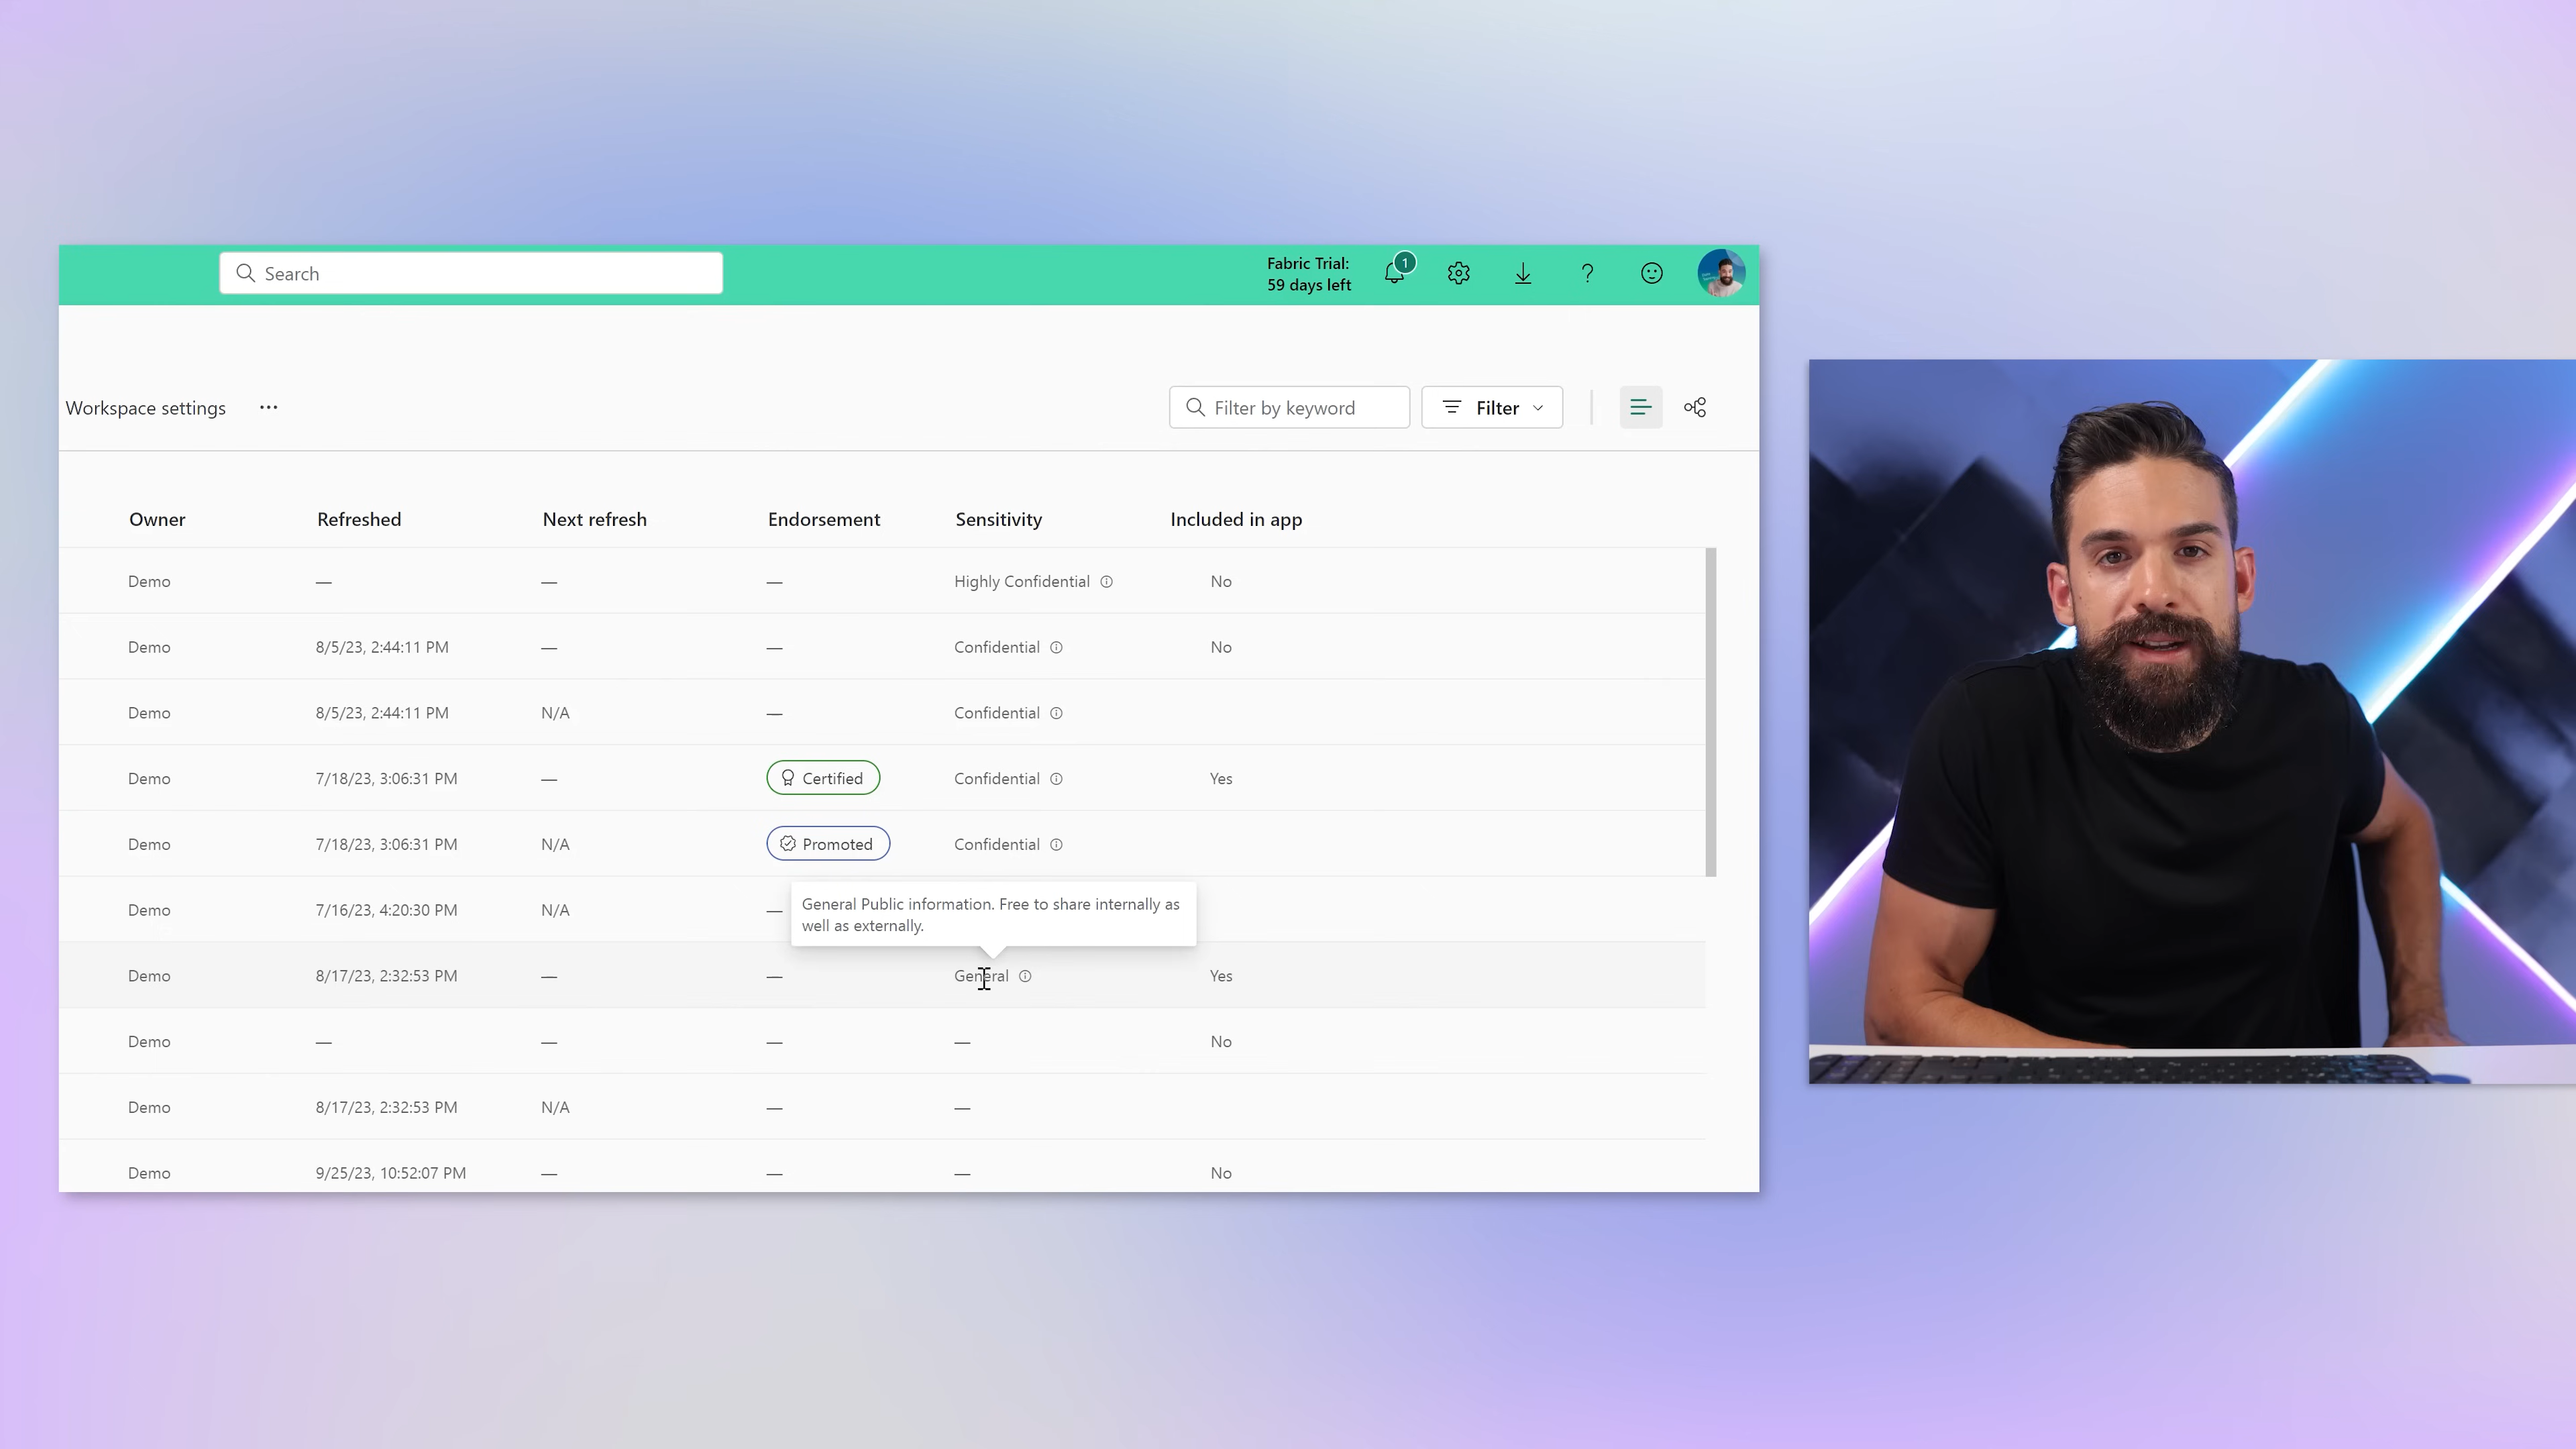 Search
Fabric Trial:
59 days left
1
Workspace settings ...
Filter by keyword
Filter
Owner Refreshed Next refresh Endorsement Sensitivity Included in app
Demo — — — Highly Confidential No
Demo 8/5/23, 2:44:11 PM — — Confidential No
Demo 8/5/23, 2:44:11 PM N/A — Confidential
Demo 7/18/23, 3:06:31 PM — Certified Confidential Yes
Demo 7/18/23, 3:06:31 PM N/A Promoted Confidential
Demo 7/16/23, 4:20:30 PM N/A —
General Public information. Free to share internally as
well as externally.
Demo 8/17/23, 2:32:53 PM — — General Yes
Demo — — — — No
Demo 8/17/23, 2:32:53 PM N/A — —
Demo 9/25/23, 10:52:07 PM — — — No